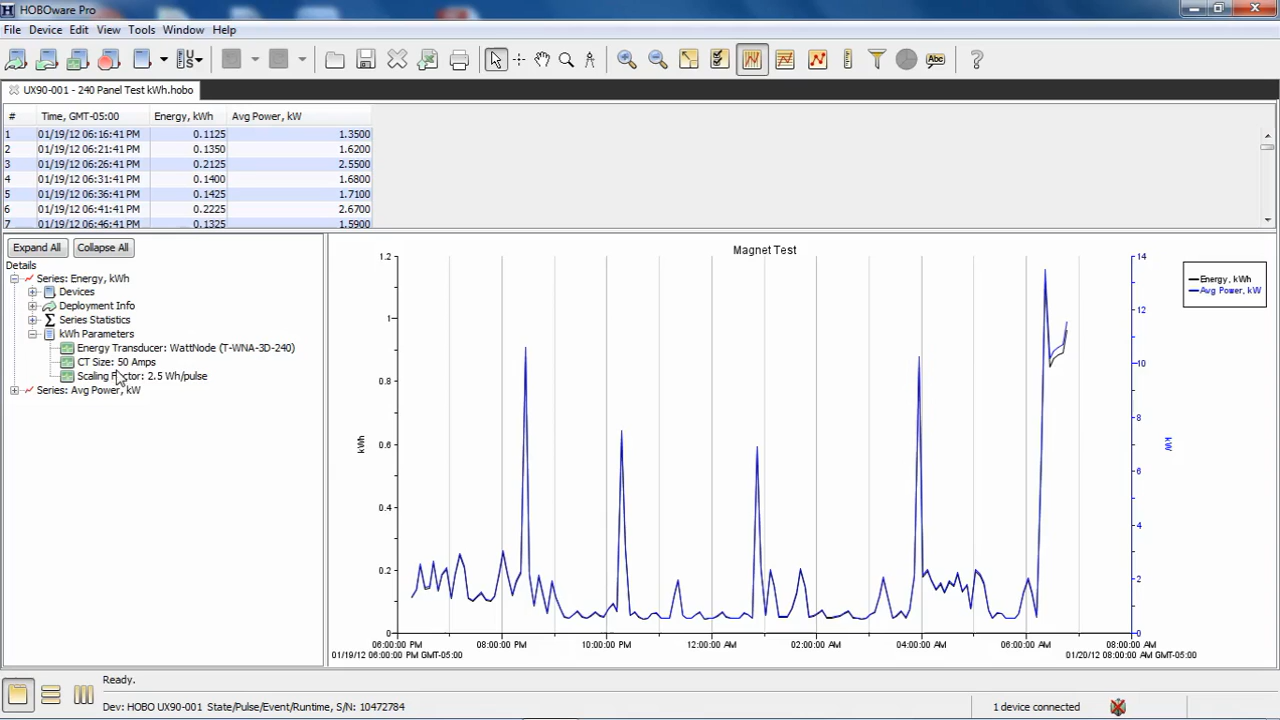 HOBOware Pro
File Device Edit View Tools Window Help
Abc
UX90-001 - 240 Panel Test kWh.hobo
# Time, GMT-05:00 Energy, kWh Avg Power, kW
1 01/19/12 06:16:41 PM 0.1125 1.3500
2 01/19/12 06:21:41 PM 0.1350 1.6200
3 01/19/12 06:26:41 PM 0.2125 2.5500
4 01/19/12 06:31:41 PM 0.1400 1.6800
5 01/19/12 06:36:41 PM 0.1425 1.7100
6 01/19/12 06:41:41 PM 0.2225 2.6700
7 01/19/12 06:46:41 PM 0.1325 1.5900
Expand All Collapse All
Details
Series: Energy, kWh
Devices
Deployment Info
Series Statistics
kWh Parameters
Energy Transducer: WattNode (T-WNA-3D-240)
CT Size: 50 Amps
Scaling Factor: 2.5 Wh/pulse
Series: Avg Power, kW
Magnet Test
1.2
1
0.8
0.6
0.4
0.2
0
kWh
14
12
10
8
6
4
2
0
kW
Energy, kWh
Avg Power, kW
06:00:00 PM 08:00:00 PM 10:00:00 PM 12:00:00 AM 02:00:00 AM 04:00:00 AM 06:00:00 AM 08:00:00 AM
01/19/12 06:00:00 PM GMT-05:00 01/20/12 08:00:00 AM GMT-05:00
Ready.
Dev: HOBO UX90-001 State/Pulse/Event/Runtime, S/N: 10472784 1 device connected